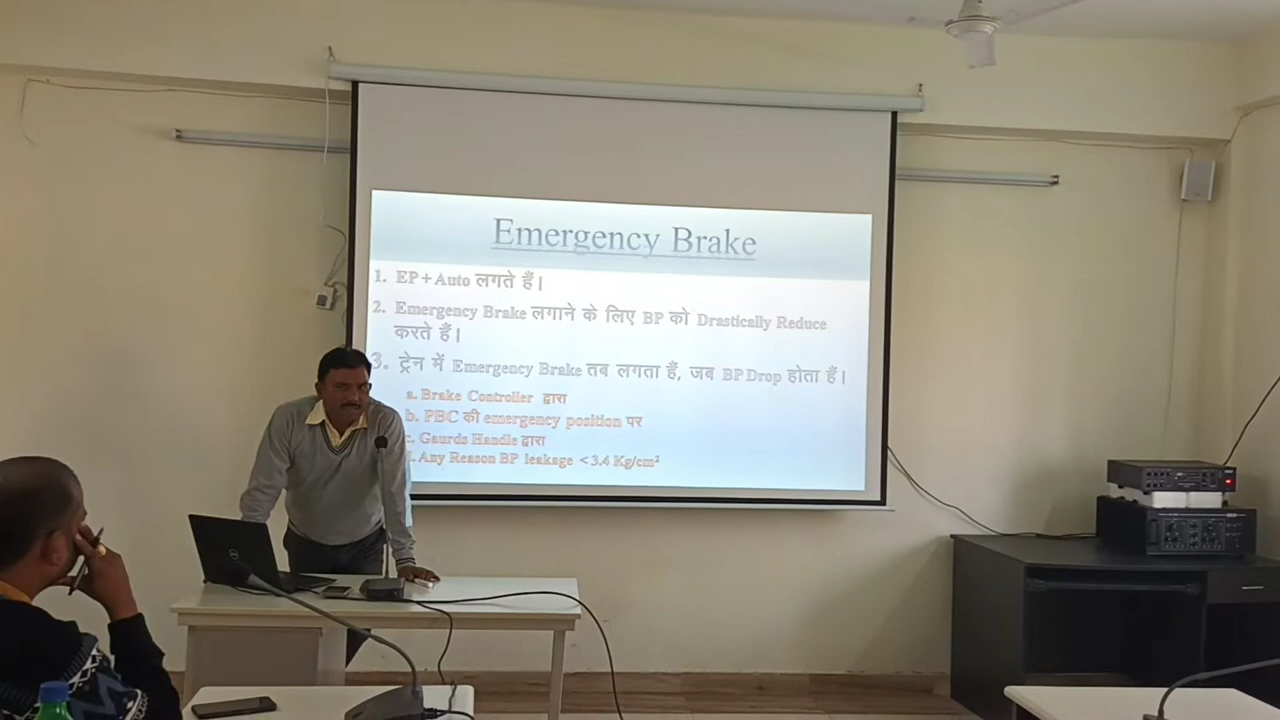 Emergency Brake
1. EP+Auto लगते हैं।
2. Emergency Brake लगाने के लिए BP को Drastically Reduce
करते हैं।
3. ट्रेन में Emergency Brake तब लगता हैं, जब BP Drop होता हैं।
a. Brake Controller द्वारा
b. PBC की emergency position पर
c. Gaurds Handle द्वारा
. Any Reason BP leakage <3.4 Kg/cm²
DELL